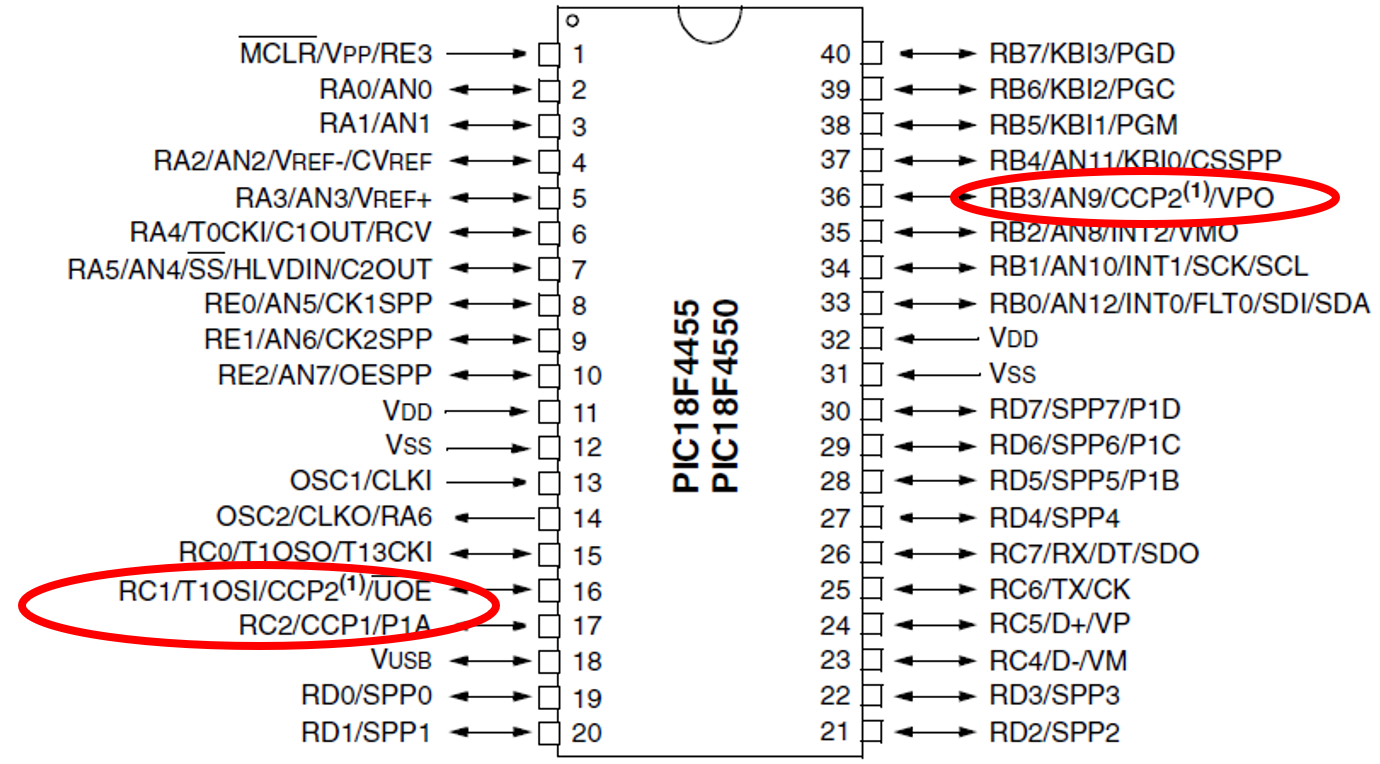 MCLR/VPP/RE3
RA0/AN0
RA1/AN1
RA2/AN2/VREF-/CVREF
RA3/AN3/VREF+
RA4/T0CKI/C1OUT/RCV
RA5/AN4/SS/HLVDIN/C2OUT
RE0/AN5/CK1SPP
RE1/AN6/CK2SPP
RE2/AN7/OESPP
VDD
VSS
OSC1/CLKI
OSC2/CLKO/RA6
RC0/T1OSO/T13CKI
RC1/T1OSI/CCP2(1)/UOE
RC2/CCP1/P1A
VUSB
RD0/SPP0
RD1/SPP1
1
2
3
4
5
6
7
8
9
10
11
12
13
14
15
16
17
18
19
20
PIC18F4455
PIC18F4550
40
39
38
37
36
35
34
33
32
31
30
29
28
27
26
25
24
23
22
21
RB7/KBI3/PGD
RB6/KBI2/PGC
RB5/KBI1/PGM
RB4/AN11/KBI0/CSSPP
RB3/AN9/CCP2(1)/VPO
RB2/AN8/INT2/VMO
RB1/AN10/INT1/SCK/SCL
RB0/AN12/INT0/FLT0/SDI/SDA
VDD
VSS
RD7/SPP7/P1D
RD6/SPP6/P1C
RD5/SPP5/P1B
RD4/SPP4
RC7/RX/DT/SDO
RC6/TX/CK
RC5/D+/VP
RC4/D-/VM
RD3/SPP3
RD2/SPP2